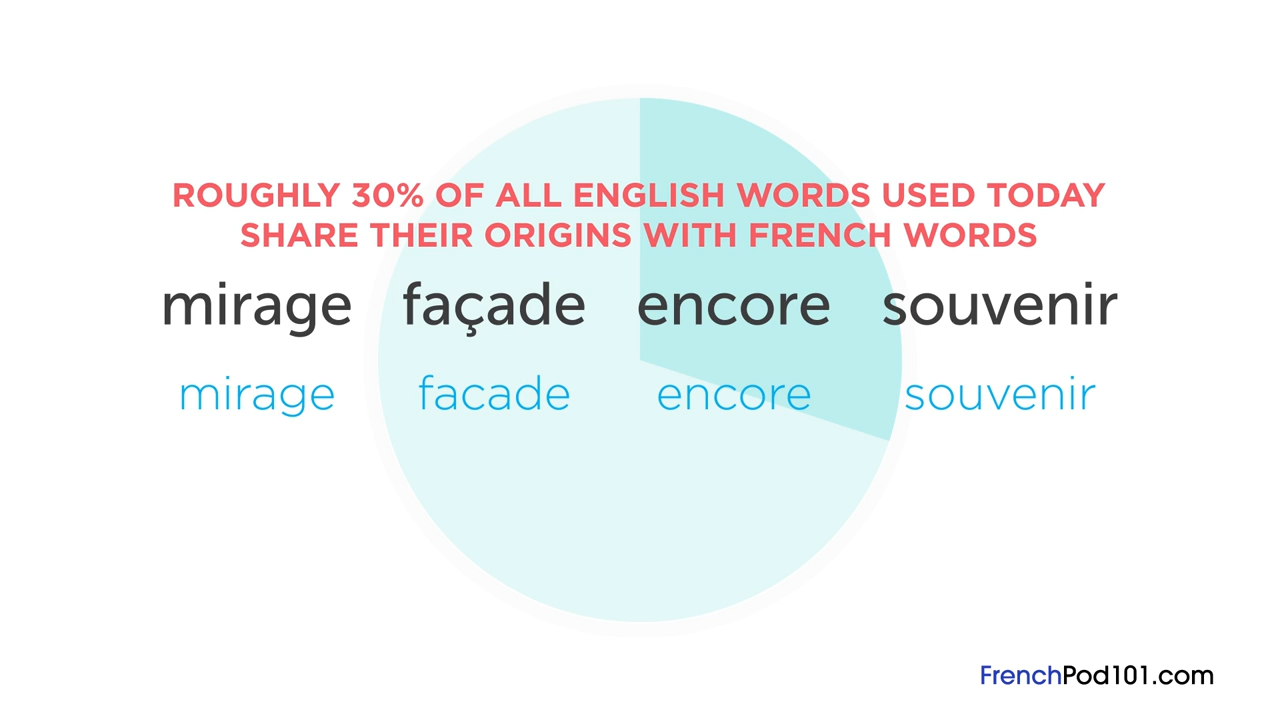 ROUGHLY 30% OF ALL ENGLISH WORDS USED TODAY
SHARE THEIR ORIGINS WITH FRENCH WORDS
mirage façade encore souvenir
mirage facade encore souvenir
FrenchPod101.com